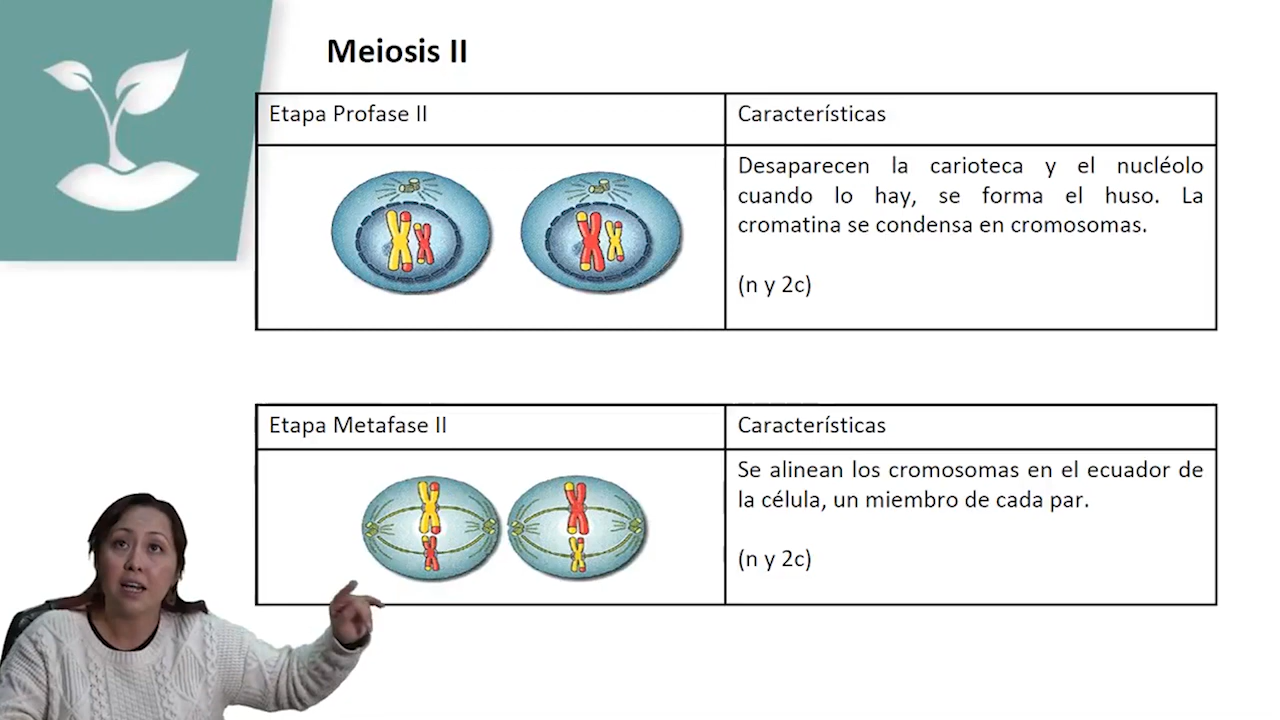 Meiosis II
Etapa Profase II
Características
Desaparecen la carioteca y el nucléolo
cuando lo hay, se forma el huso. La
cromatina se condensa en cromosomas.
(n y 2c)
Etapa Metafase II
Características
Se alinean los cromosomas en el ecuador de
la célula, un miembro de cada par.
(n y 2c)